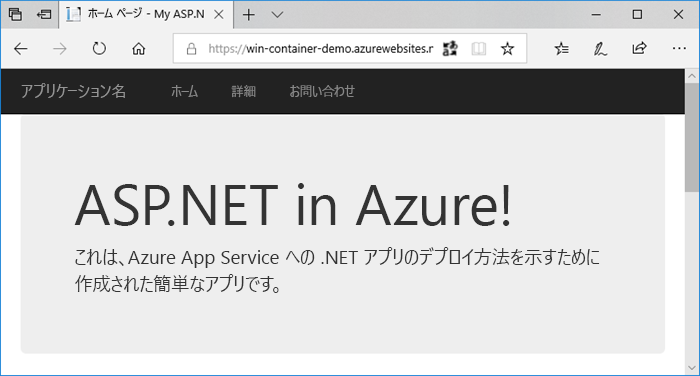 ホーム ページ - My ASP.N
https://win-container-demo.azurewebsites.n
アプリケーション名 ホーム 詳細 お問い合わせ
ASP.NET in Azure!
これは、Azure App Service への .NET アプリのデプロイ方法を示すために
作成された簡単なアプリです。